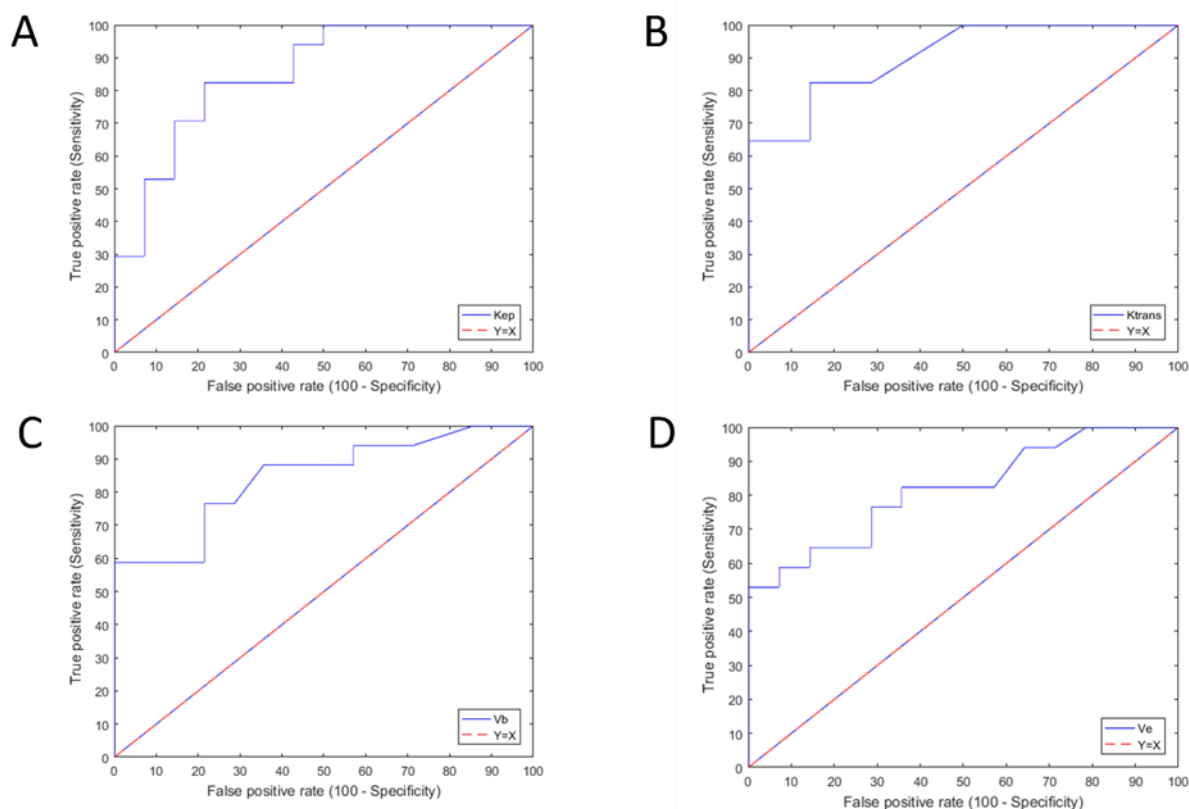 A
100
90
80
70
60
50
40
30
20
10
0
True positive rate (Sensitivity)
0 10 20 30 40 50 60 70 80 90 100
False positive rate (100 - Specificity)
Kep
Y=X
B
100
90
80
70
60
50
40
30
20
10
0
True positive rate (Sensitivity)
0 10 20 30 40 50 60 70 80 90 100
False positive rate (100 - Specificity)
Ktrans
Y=X
C
100
90
80
70
60
50
40
30
20
10
0
True positive rate (Sensitivity)
0 10 20 30 40 50 60 70 80 90 100
False positive rate (100 - Specificity)
Vb
Y=X
D
100
90
80
70
60
50
40
30
20
10
0
True positive rate (Sensitivity)
0 10 20 30 40 50 60 70 80 90 100
False positive rate (100 - Specificity)
Ve
Y=X